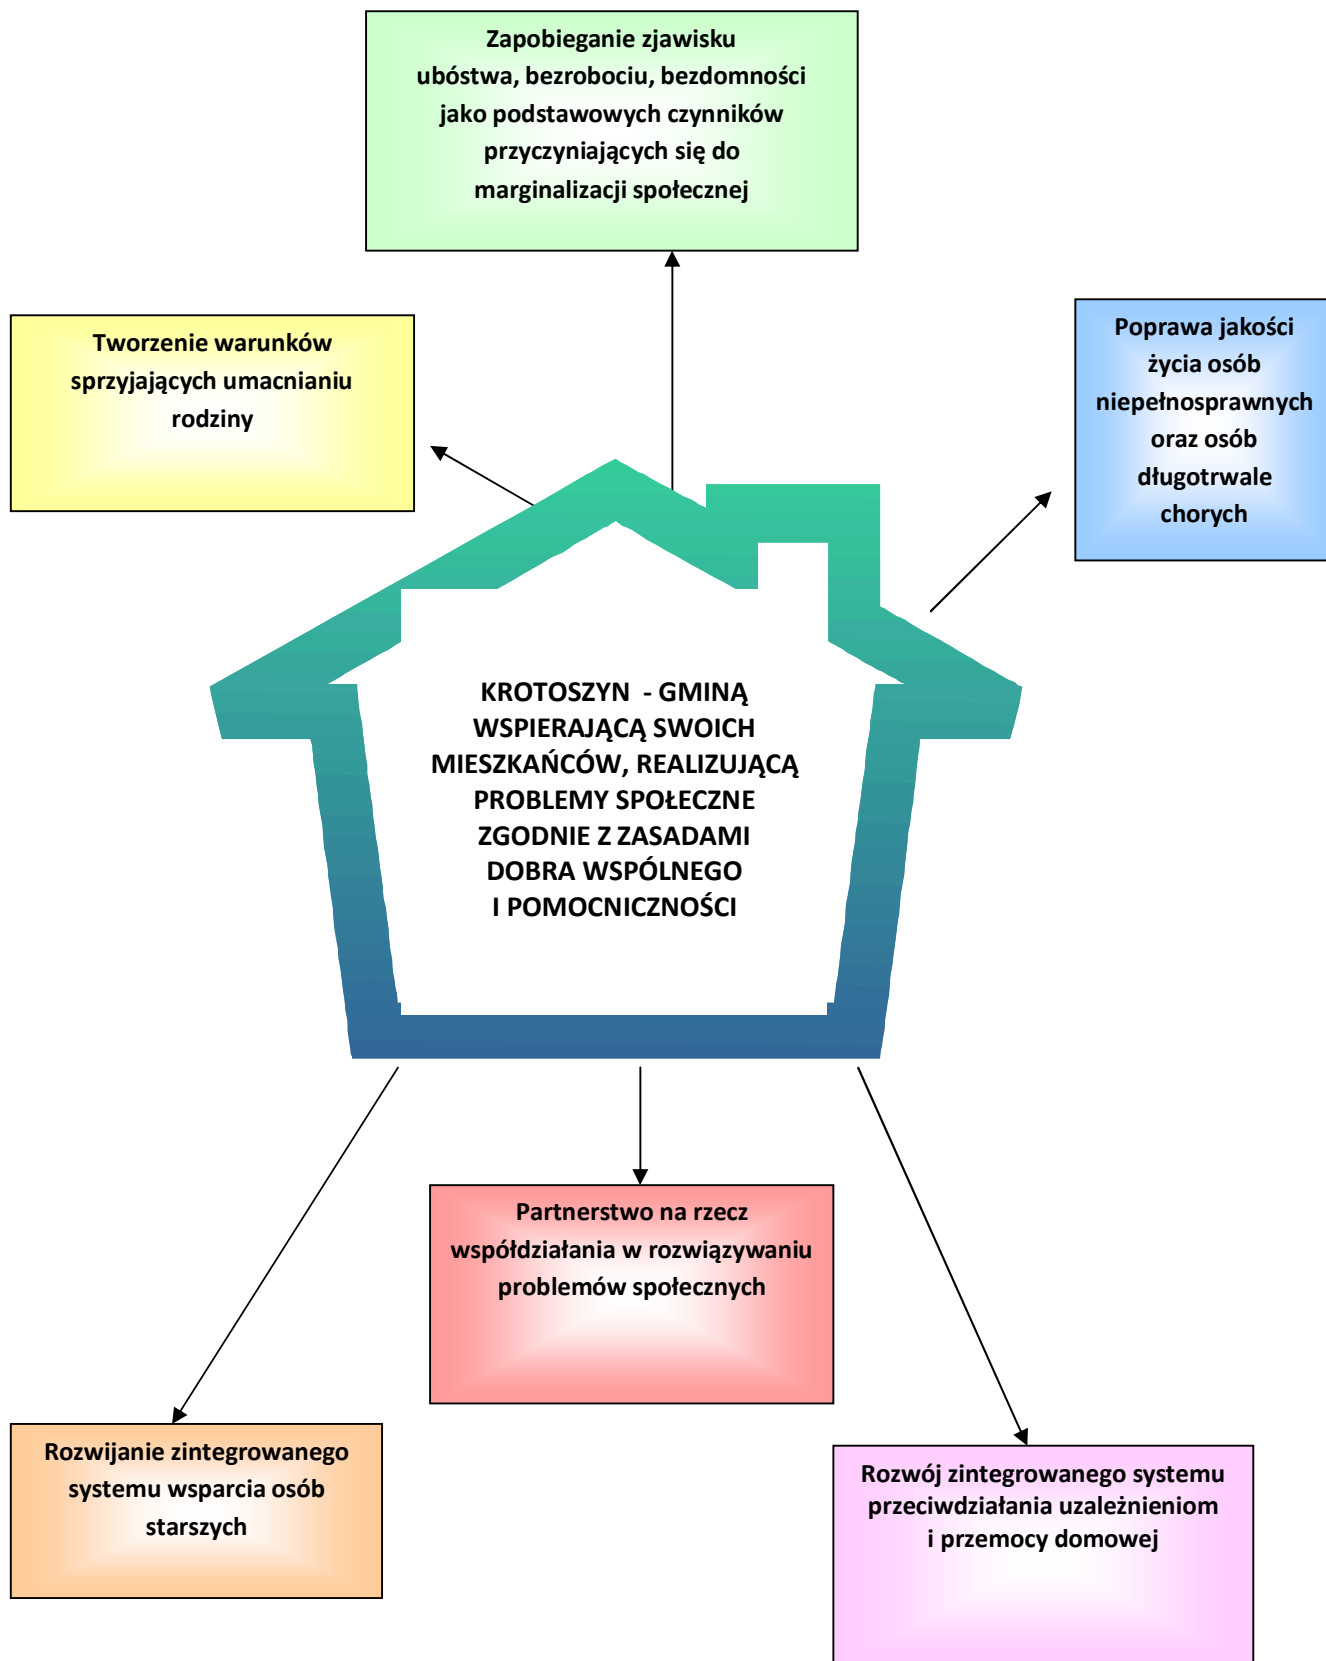 Zapobieganie zjawisku
ubóstwa, bezrobociu, bezdomności
jako podstawowych czynników
przyczyniających się do
marginalizacji społecznej
Tworzenie warunków
sprzyjających umacnianiu
rodziny
Poprawa jakości
życia osób
niepełnosprawnych
oraz osób
długotrwale
chorych
KROTOSZYN - GMINĄ
WSPIERAJĄCĄ SWOICH
MIESZKAŃCÓW, REALIZUJĄCĄ
PROBLEMY SPOŁECZNE
ZGODNIE Z ZASADAMI
DOBRA WSPÓLNEGO
I POMOCNICZNOŚCI
Partnerstwo na rzecz
współdziałania w rozwiązywaniu
problemów społecznych
Rozwijanie zintegrowanego
systemu wsparcia osób
starszych
Rozwój zintegrowanego systemu
przeciwdziałania uzależnieniom
i przemocy domowej